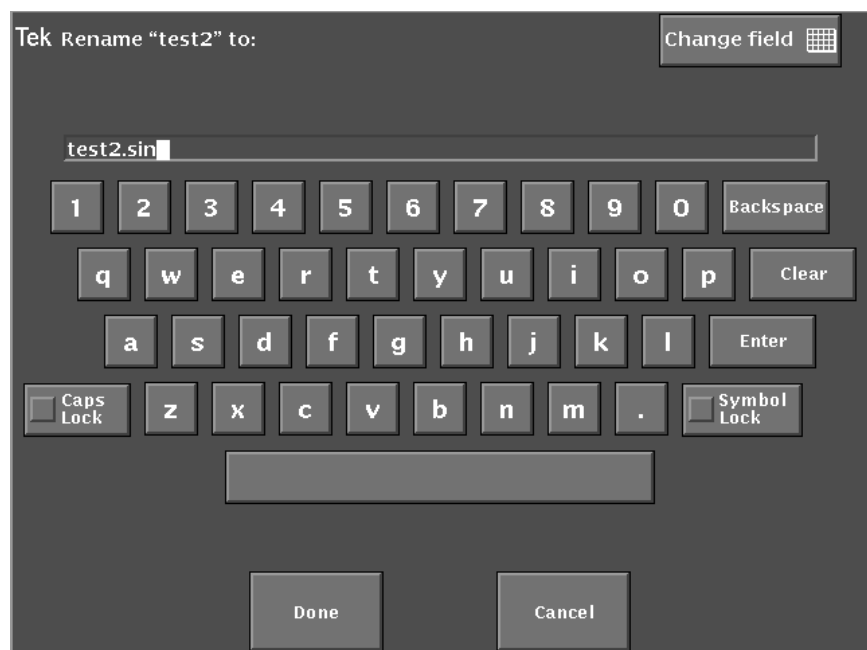 Tek Rename “test2” to:
Change field
test2.sin
1 2 3 4 5 6 7 8 9 0 Backspace
q w e r t y u i o p Clear
a s d f g h j k l Enter
Caps Lock z x c v b n m . Symbol Lock
Done Cancel